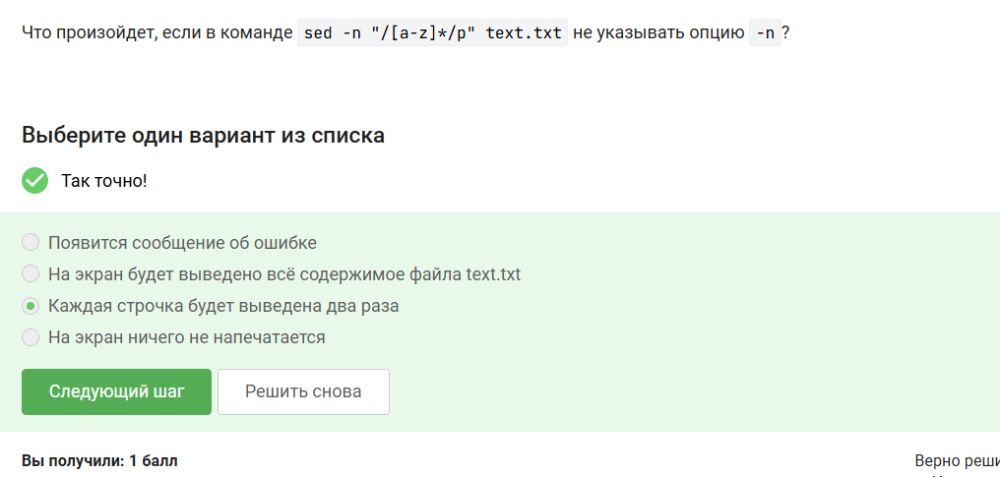 Что произойдет, если в команде sed -n "/[a-z]*/p" text.txt не указывать опцию -n?
Выберите один вариант из списка
Так точно!
Появится сообщение об ошибке
На экран будет выведено всё содержимое файла text.txt
Каждая строчка будет выведена два раза
На экран ничего не напечатается
Следующий шаг
Решить снова
Вы получили: 1 балл
Верно